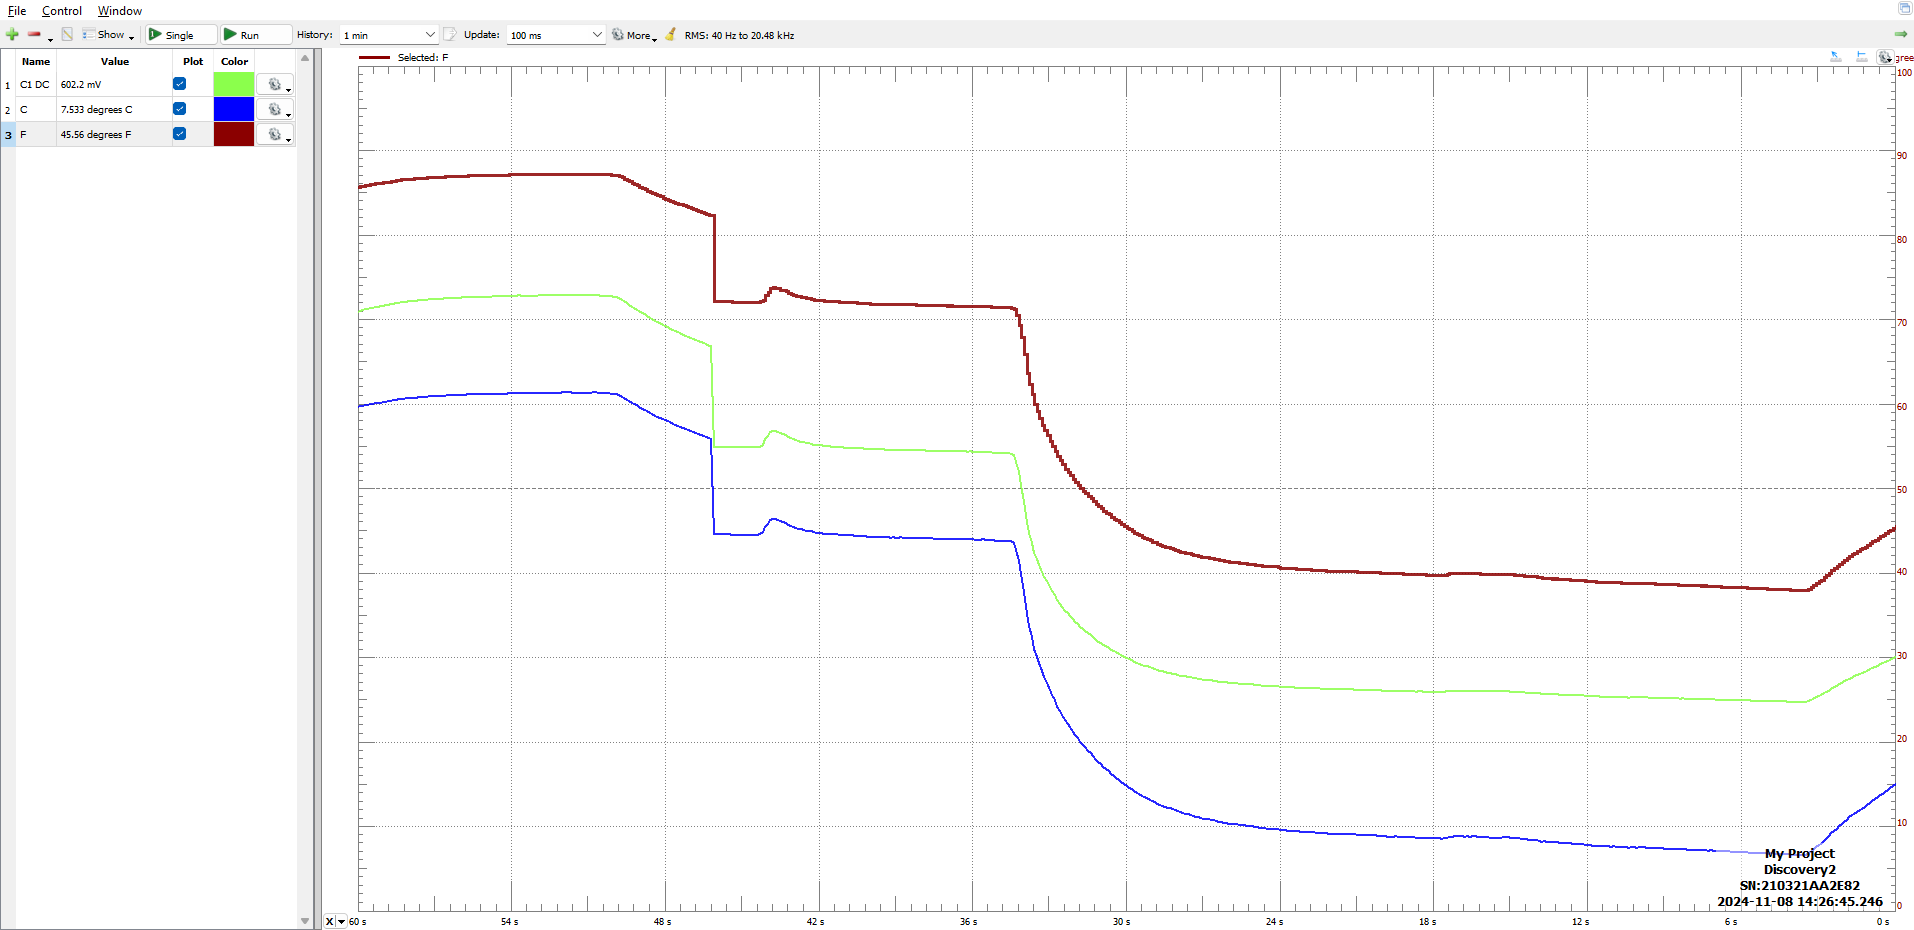 File Control Window
Show Single Run History: 1 min Update: 100 ms More RMS: 40 Hz to 20.48 kHz
Name Value Plot Color
1 C1 DC 602.2 mV
2 C 7.533 degrees C
3 F 45.56 degrees F
Selected: F
gree
100
90
80
70
60
50
40
30
20
10
0
My Project
Discovery2
SN:210321AA2E82
2024-11-08 14:26:45.246
X 60 s 54 s 48 s 42 s 36 s 30 s 24 s 18 s 12 s 6 s 0 s